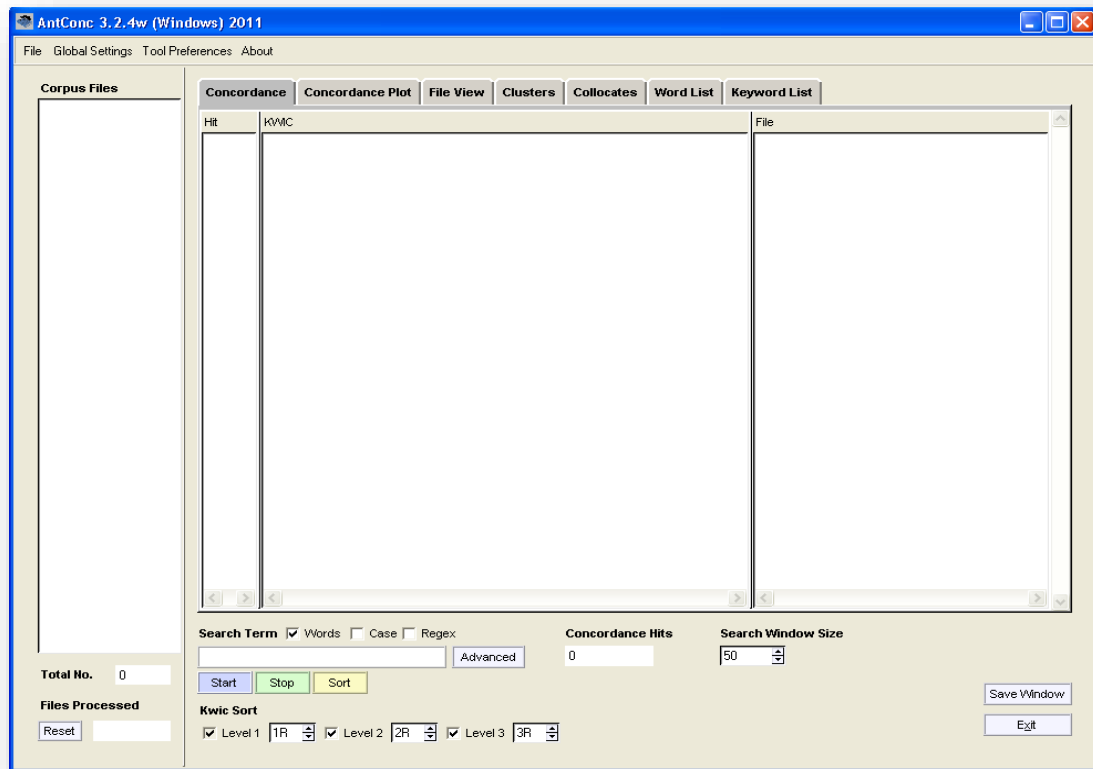 AntConc 3.2.4w (Windows) 2011
File Global Settings Tool Preferences About
Corpus Files
Concordance Concordance Plot File View Clusters Collocates Word List Keyword List
Hit KWIC File
Search Term Words Case Regex Concordance Hits Search Window Size
Advanced 0 50
Total No. 0
Start Stop Sort
Save Window
Files Processed
Kwic Sort
Reset
Level 1 1R Level 2 2R Level 3 3R
Exit